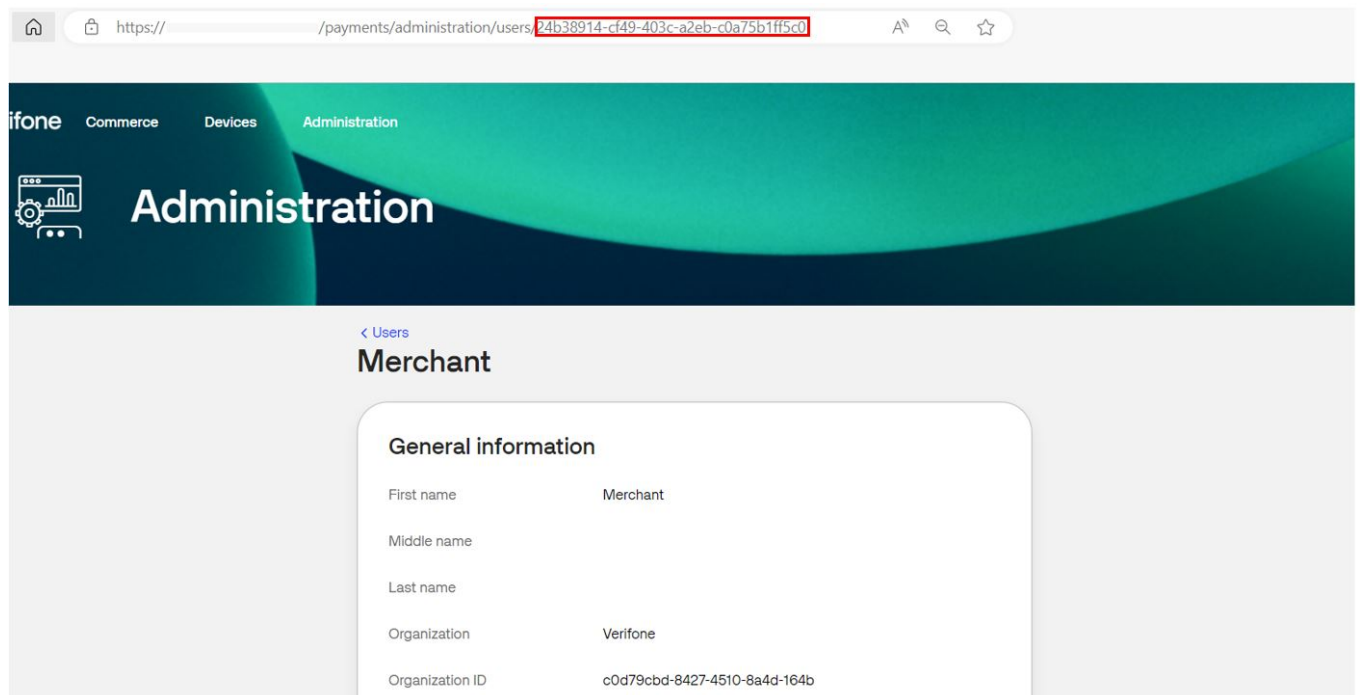 https:// /payments/administration/users/24b38914-cf49-403c-a2eb-c0a75b1ff5c0
ifone Commerce Devices Administration
Administration
< Users
Merchant
General information
First name Merchant
Middle name
Last name
Organization Verifone
Organization ID c0d79cbd-8427-4510-8a4d-164b